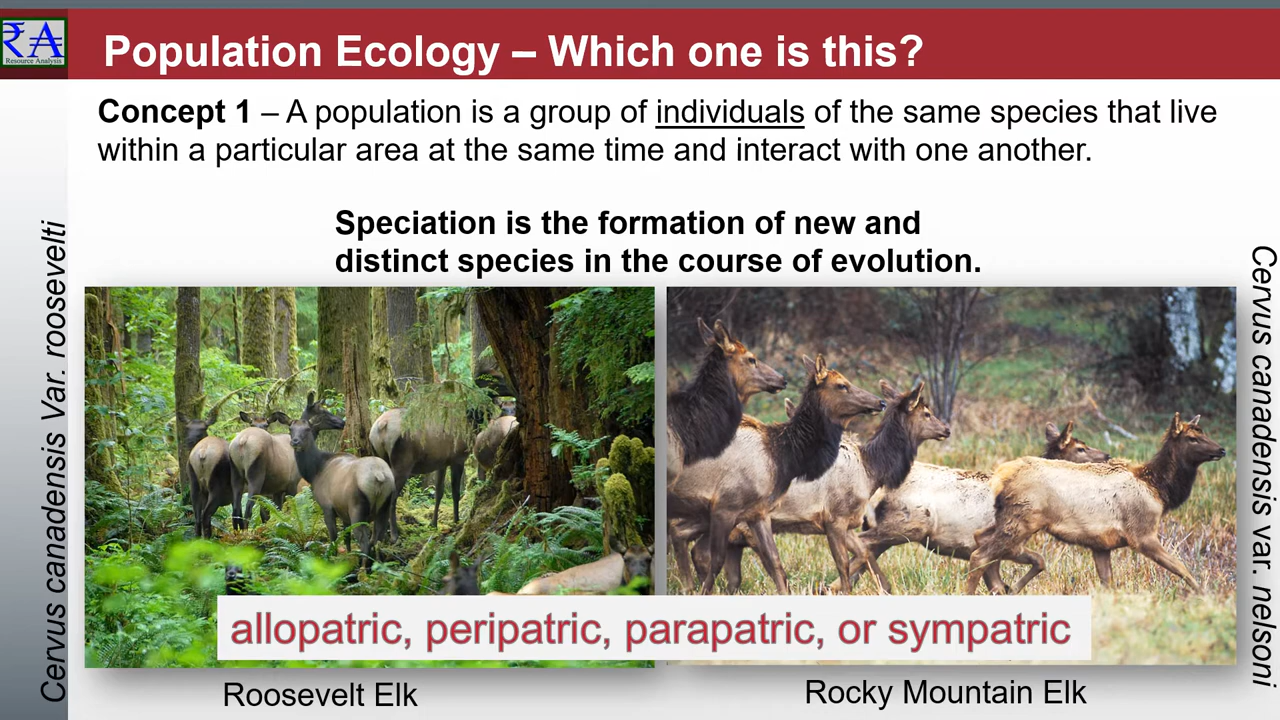 ₹A
Resource Analysis
Population Ecology – Which one is this?
Concept 1 – A population is a group of individuals of the same species that live
within a particular area at the same time and interact with one another.
Speciation is the formation of new and
distinct species in the course of evolution.
Cervus canadensis Var. roosevelti
Cervus canadensis var. nelsoni
allopatric, peripatric, parapatric, or sympatric
Roosevelt Elk
Rocky Mountain Elk